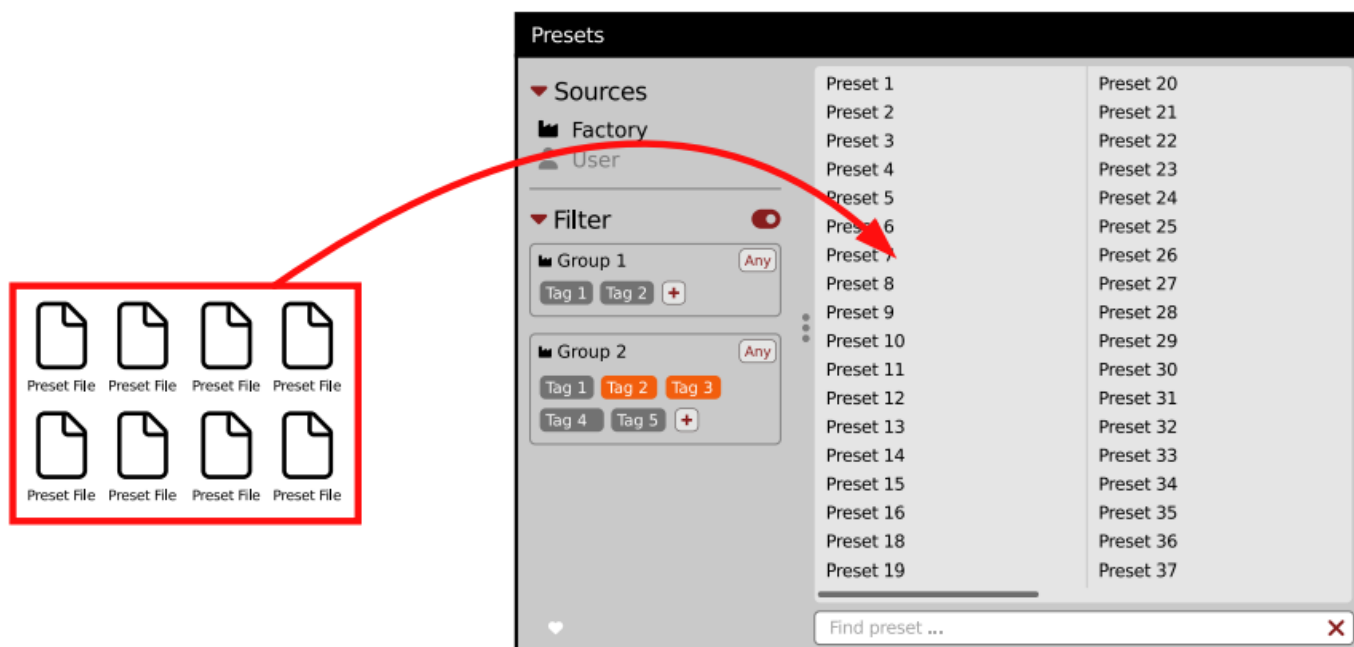 Presets
Sources
Factory
User
Filter
Group 1
Any
Tag 1 Tag 2 +
Group 2
Any
Tag 1 Tag 2 Tag 3
Tag 4 Tag 5 +
Preset File Preset File Preset File Preset File
Preset File Preset File Preset File Preset File
Preset 1
Preset 2
Preset 3
Preset 4
Preset 5
Preset 6
Preset 7
Preset 8
Preset 9
Preset 10
Preset 11
Preset 12
Preset 13
Preset 14
Preset 15
Preset 16
Preset 18
Preset 19
Preset 20
Preset 21
Preset 22
Preset 23
Preset 24
Preset 25
Preset 26
Preset 27
Preset 28
Preset 29
Preset 30
Preset 31
Preset 32
Preset 33
Preset 34
Preset 35
Preset 36
Preset 37
Find preset ...